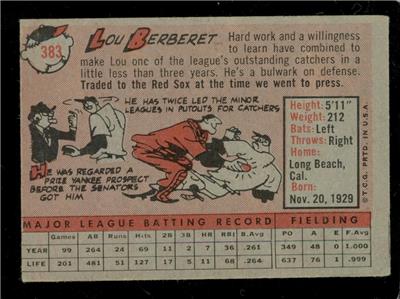 383
LOU BERBERET
Hard work and a willingness
to learn have combined to
make Lou one of the league's outstanding catchers in
a little less than three years. He's a bulwark on defense.
Traded to the Red Sox at the time we went to press.
HE HAS TWICE LED THE MINOR
LEAGUES IN PUTOUTS FOR CATCHERS
HE WAS REGARDED A
PRIZE YANKEE PROSPECT
BEFORE THE SENATORS
GOT HIM
Height: 5'11"
Weight: 212
Bats: Left
Throws: Right
Home:
Long Beach,
Cal.
Born:
Nov. 20, 1929
© T.C.G. PRTD. IN U.S.A.
MAJOR LEAGUE BATTING RECORD FIELDING
Games AB R H 2B 3B HR RBI B.Avg. PO A E F.Avg.
YEAR 99 264 24 69 11 2 7 36 .261 349 48 0 1.000
LIFE 201 481 51 127 17 5 11 68 .264 637 76 1 .999